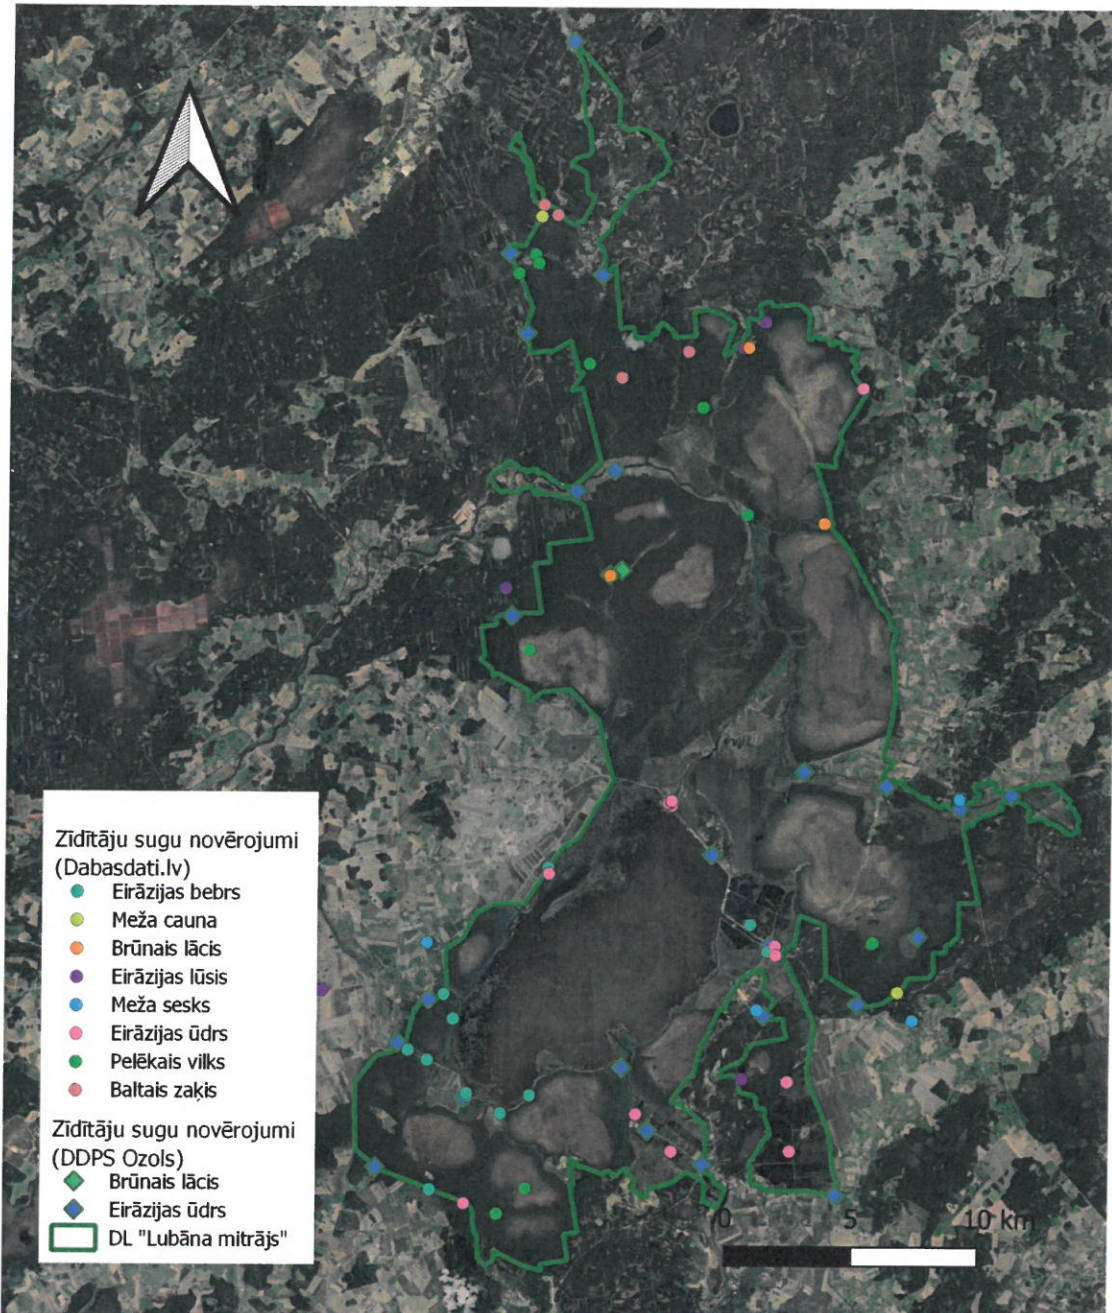 Zīdītāju sugu novērojumi
(Dabasdati.lv)
Eirāzijas bebrs
Meža cauna
Brūnais lācis
Eirāzijas lūsis
Meža sesks
Eirāzijas ūdrs
Pelēkais vilks
Baltais zaķis
Zīdītāju sugu novērojumi
(DDPS Ozols)
Brūnais lācis
Eirāzijas ūdrs
DL "Lubāna mitrājs"
0 5 10 km